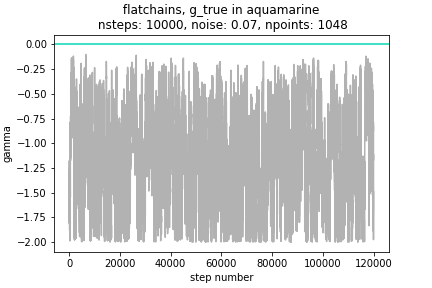 flatchains, g_true in aquamarine
nsteps: 10000, noise: 0.07, npoints: 1048
0.00
−0.25
−0.50
−0.75
−1.00
−1.25
−1.50
−1.75
−2.00
gamma
0 20000 40000 60000 80000 100000 120000
step number